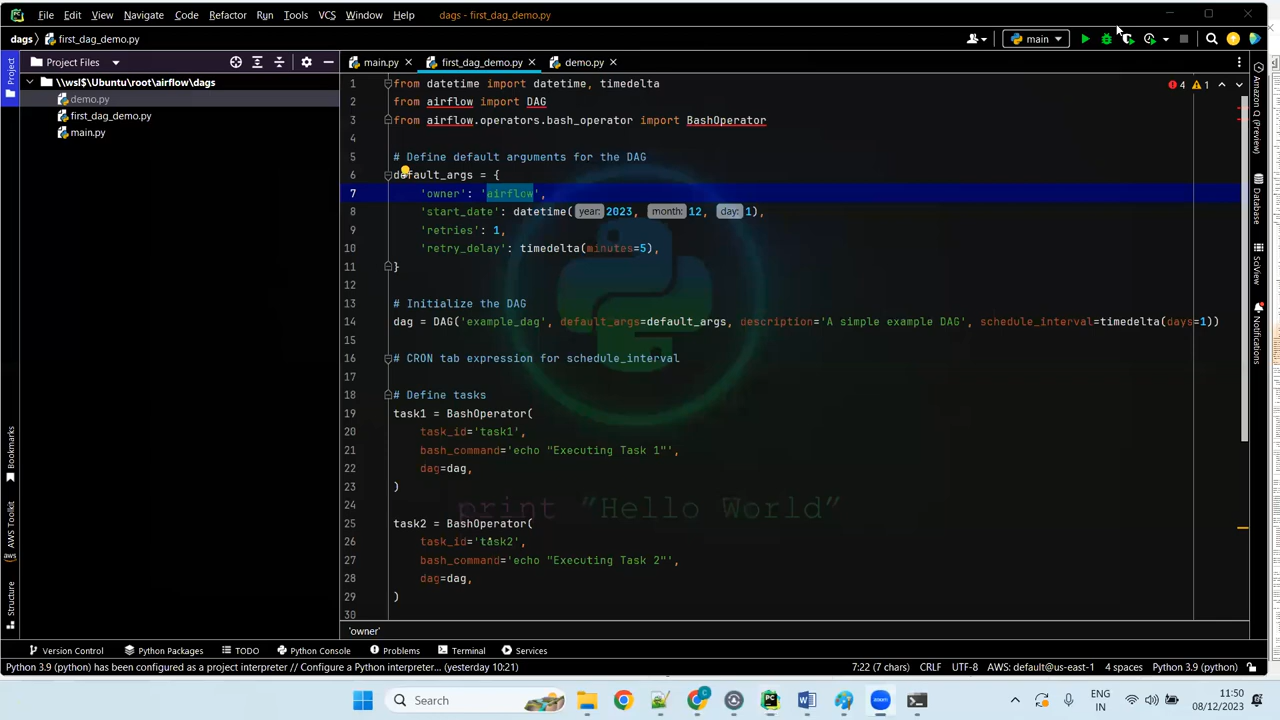 File Edit View Navigate Code Refactor Run Tools VCS Window Help dags - first_dag_demo.py
dags first_dag_demo.py main
Project Files main.py first_dag_demo.py demo.py
\\wsl$\Ubuntu\root\airflow\dags
demo.py
first_dag_demo.py
main.py
Project
Bookmarks
AWS Toolkit
aws
Structure
4 1
1 from datetime import datetime, timedelta
2 from airflow import DAG
3 from airflow.operators.bash_operator import BashOperator
4
5 # Define default arguments for the DAG
6 default_args = {
7 'owner': 'airflow',
8 'start_date': datetime(year: 2023, month: 12, day: 1),
9 'retries': 1,
10 'retry_delay': timedelta(minutes=5),
11 }
12
13 # Initialize the DAG
14 dag = DAG('example_dag', default_args=default_args, description='A simple example DAG', schedule_interval=timedelta(days=1))
15
16 # CRON tab expression for schedule_interval
17
18 # Define tasks
19 task1 = BashOperator(
20 task_id='task1',
21 bash_command='echo "Executing Task 1"',
22 dag=dag,
23 )
24
print "Hello World"
25 task2 = BashOperator(
26 task_id='task2',
27 bash_command='echo "Executing Task 2"',
28 dag=dag,
29 )
30
'owner'
Amazon Q (Preview)
Database
SciView
Notifications
Version Control Python Packages TODO Python Console Problems Terminal Services
Python 3.9 (python) has been configured as a project interpreter // Configure a Python interpreter... (yesterday 10:21) 7:22 (7 chars) CRLF UTF-8 AWS: default@us-east-1 4 spaces Python 3.9 (python)
Search zoom ENG 11:50
IN 08/12/2023